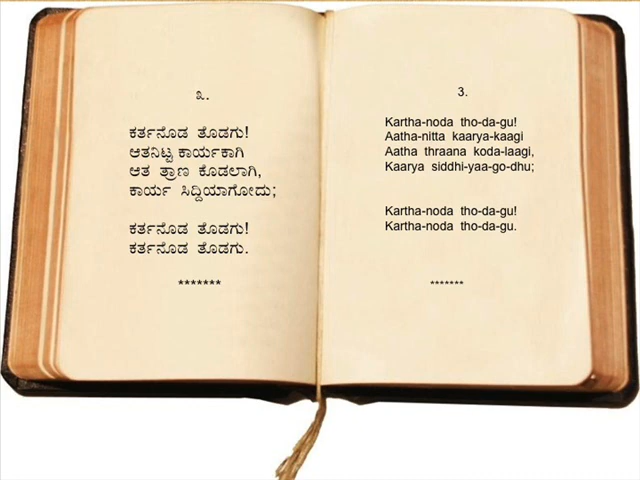 ೩.
ಕರ್ತನೊಡ ತೊಡಗು!
ಆತನಿಟ್ಟ ಕಾರ್ಯಕಾಗಿ
ಆತ ತ್ರಾಣ ಕೊಡಲಾಗಿ,
ಕಾರ್ಯ ಸಿದ್ದಿಯಾಗೋದು;
ಕರ್ತನೊಡ ತೊಡಗು!
ಕರ್ತನೊಡ ತೊಡಗು.
*******
3.
Kartha-noda tho-da-gu!
Aatha-nitta kaarya-kaagi
Aatha thraana koda-laagi,
Kaarya siddhi-yaa-go-dhu;
Kartha-noda tho-da-gu!
Kartha-noda tho-da-gu.
*******